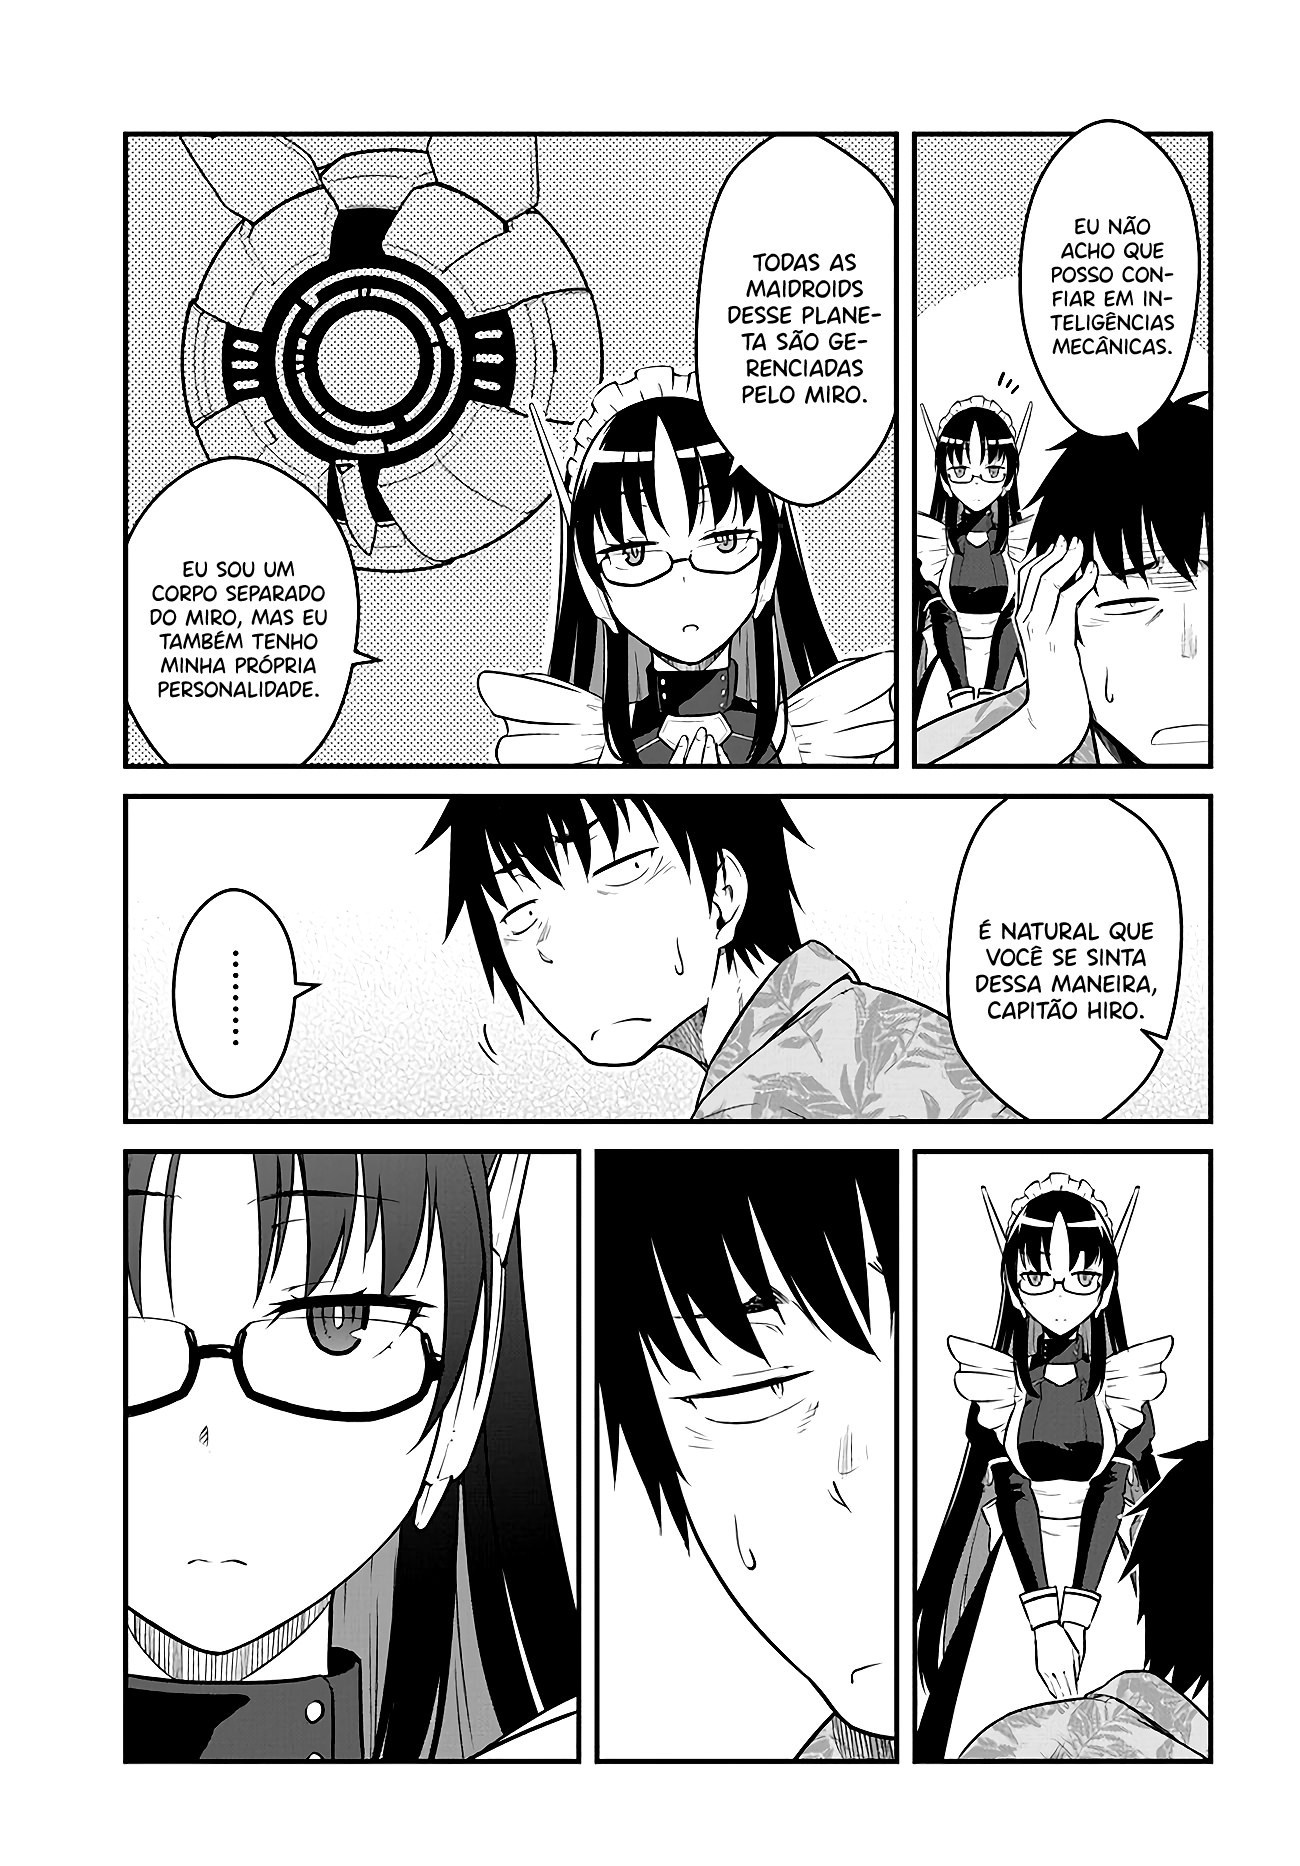 EU NÃO
ACHO QUE
POSSO CON-
FIAR EM IN-
TELIGÊNCIAS
MECÂNICAS.
TODAS AS
MAIDROIDS
DESSE PLANE-
TA SÃO GE-
RENCIADAS
PELO MIRO.
EU SOU UM
CORPO SEPARADO
DO MIRO, MAS EU
TAMBÉM TENHO
MINHA PRÓPRIA
PERSONALIDADE.
É NATURAL QUE
VOCÊ SE SINTA
DESSA MANEIRA,
CAPITÃO HIRO.
.........